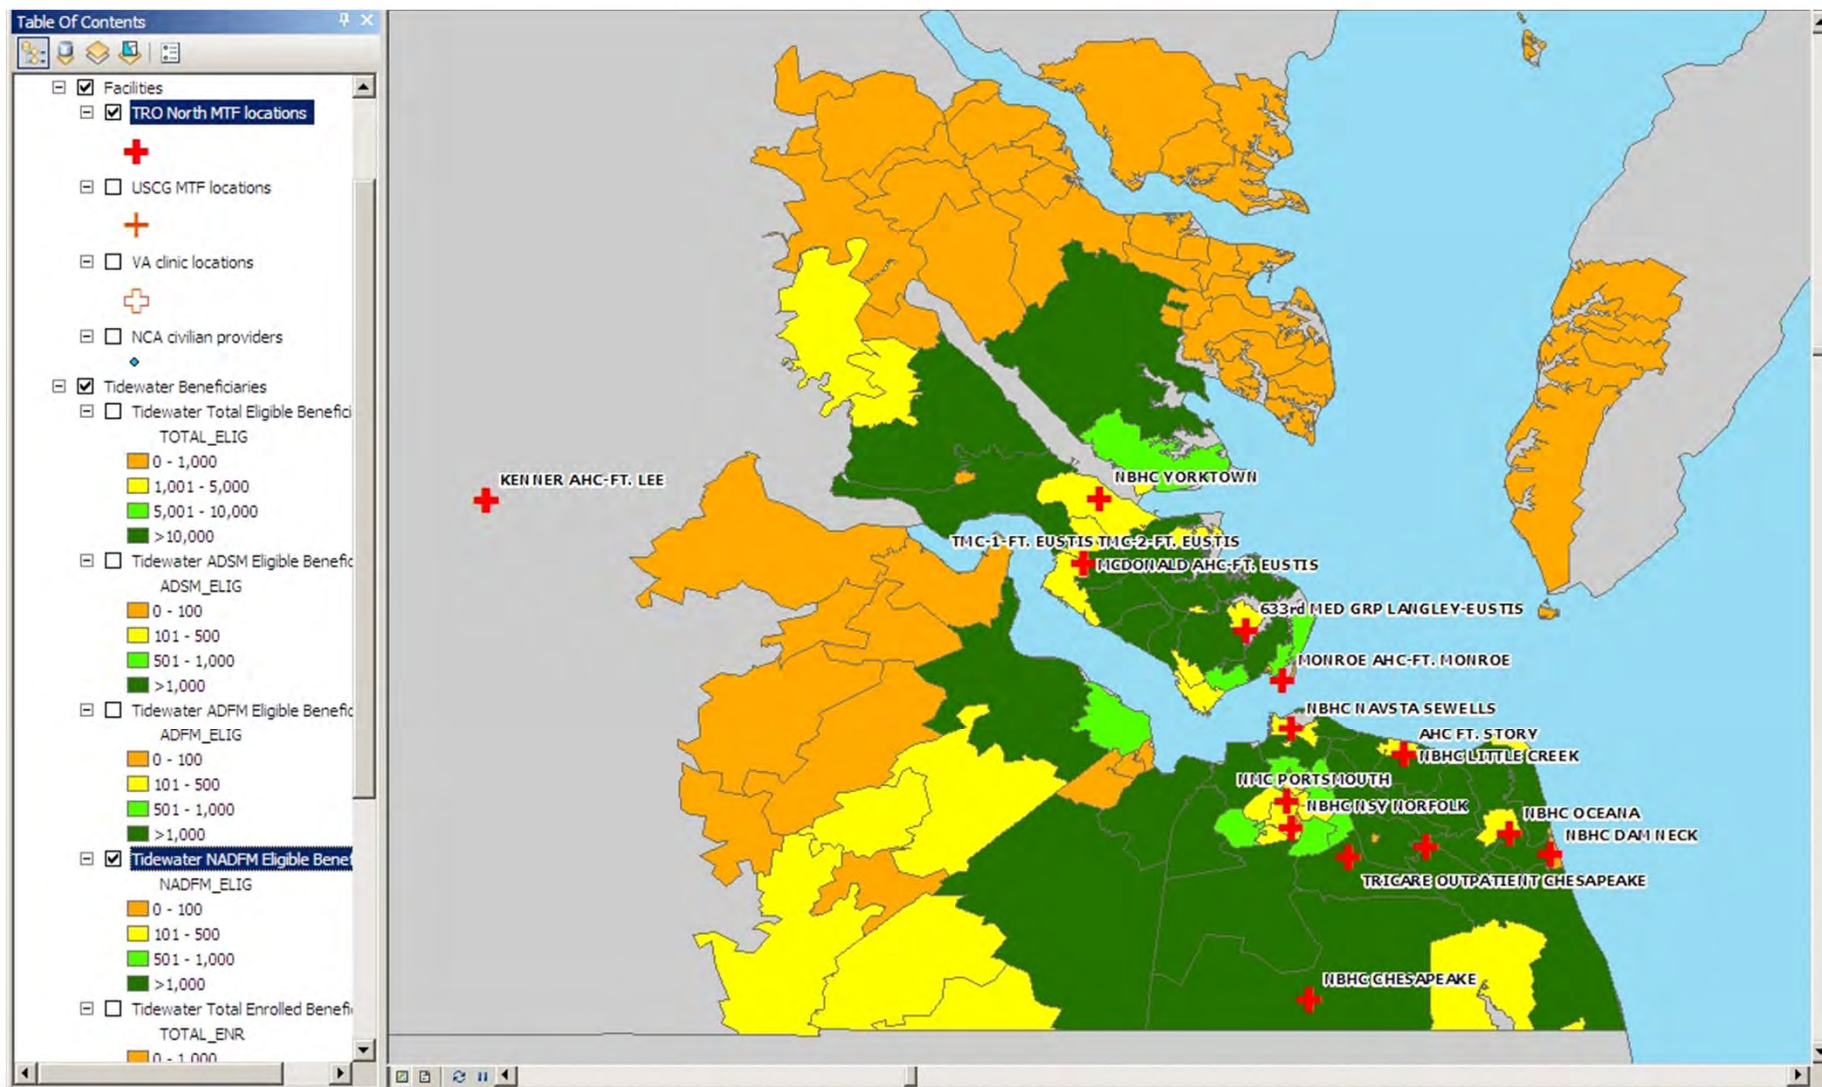 Table Of Contents
Facilities
TRO North MTF locations
USCG MTF locations
VA clinic locations
NCA civilian providers
Tidewater Beneficiaries
Tidewater Total Eligible Benefici
TOTAL_ELIG
0 - 1,000
1,001 - 5,000
5,001 - 10,000
>10,000
Tidewater ADSM Eligible Benefic
ADSM_ELIG
0 - 100
101 - 500
501 - 1,000
>1,000
Tidewater ADFM Eligible Benefic
ADFM_ELIG
0 - 100
101 - 500
501 - 1,000
>1,000
Tidewater NADFM Eligible Benef
NADFM_ELIG
0 - 100
101 - 500
501 - 1,000
>1,000
Tidewater Total Enrolled Benefi
TOTAL_ENR
0 - 1,000
KENNER AHC-FT. LEE
NBHC YORKTOWN
TMC-1-FT. EUSTIS TMC-2-FT. EUSTIS
MCDONALD AHC-FT. EUSTIS
633rd MED GRP LANGLEY-EUSTIS
MONROE AHC-FT. MONROE
NBHC NAVSTA SEWELLS
AHC FT. STORY
NBHC LITTLE CREEK
NMC PORTSMOUTH
NBHC NSY NORFOLK
NBHC OCEANA
NBHC DAM NECK
TRICARE OUTPATIENT CHESAPEAKE
NBHC CHESAPEAKE